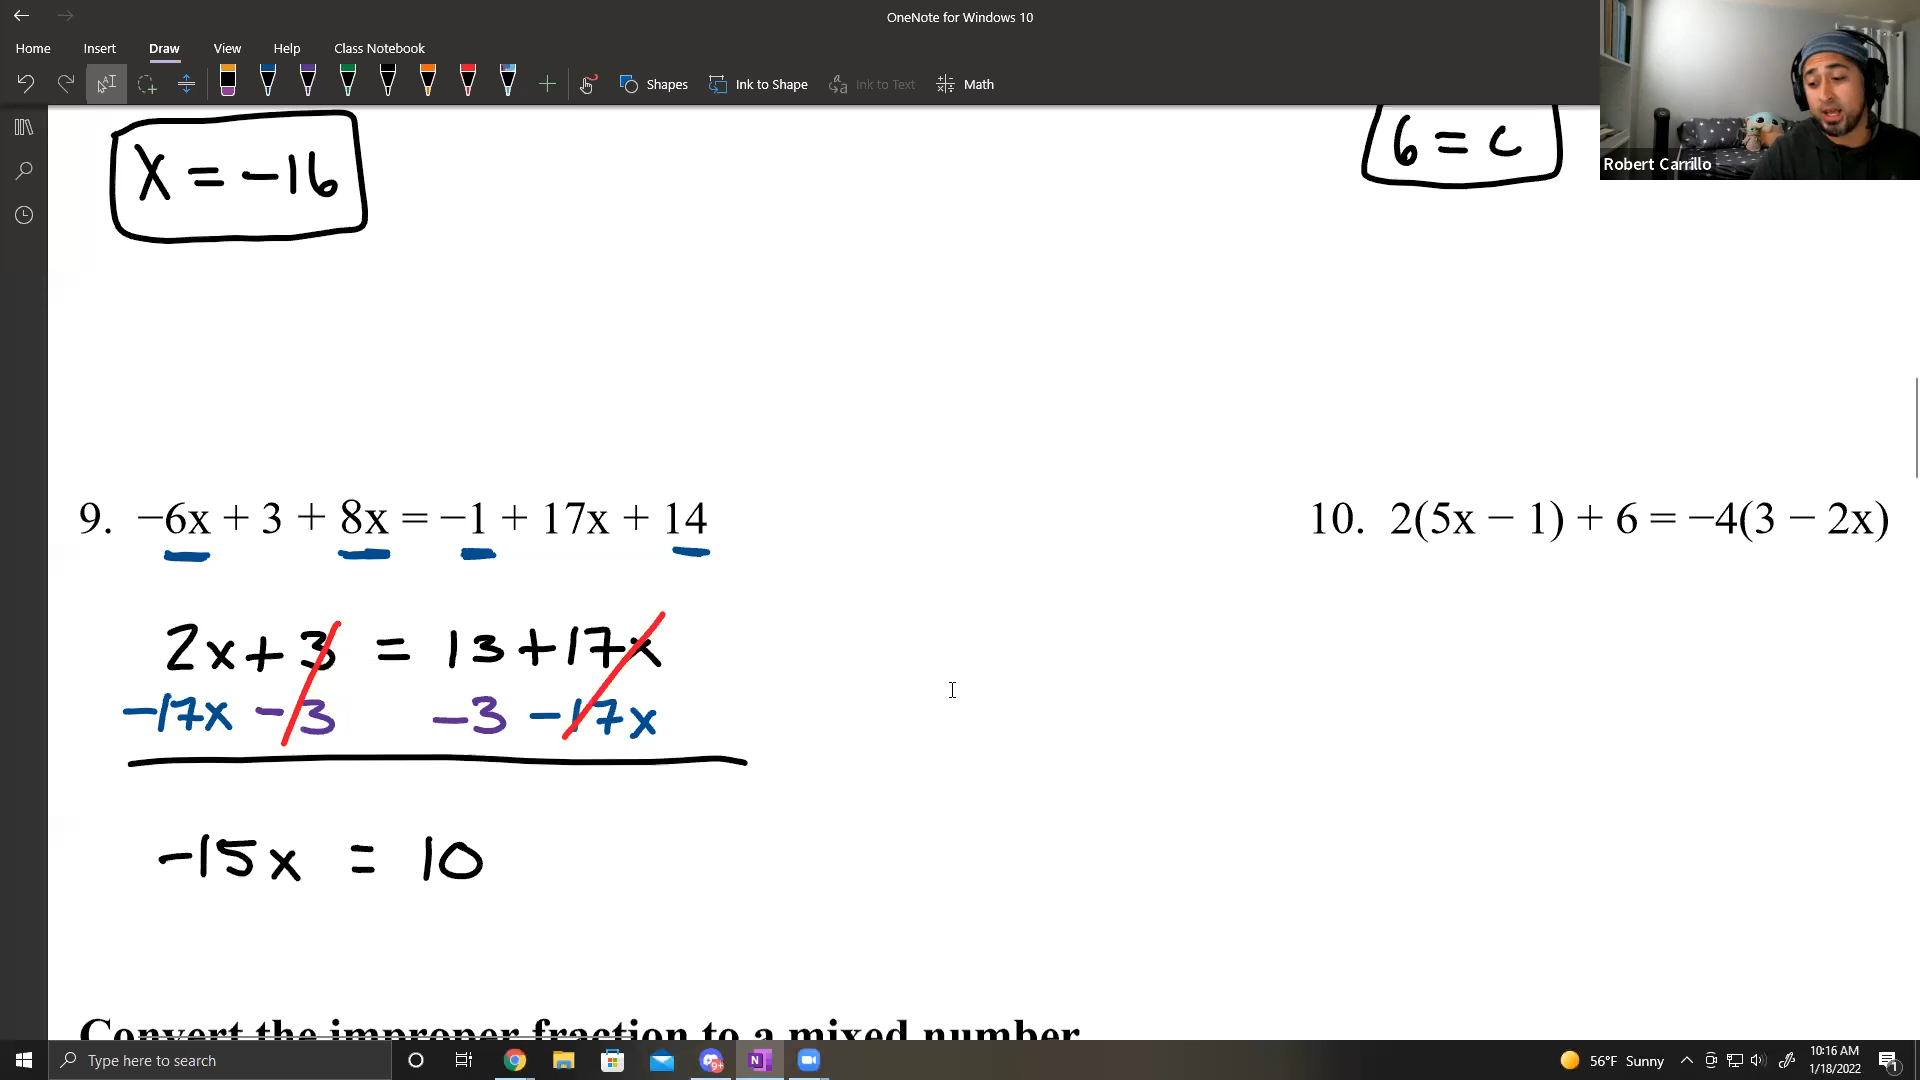 OneNote for Windows 10
Home Insert Draw View Help Class Notebook
Shapes Ink to Shape Ink to Text Math
Robert Carrillo
X = -16
6 = c
9. −6x + 3 + 8x = −1 + 17x + 14
10. 2(5x − 1) + 6 = −4(3 − 2x)
2x + 3 = 13 + 17x
-17x - 3 - 3 - 17x
-15x = 10
Convert the improper fraction to a mixed number
Type here to search
9+
N
56°F Sunny
10:16 AM
1/18/2022
1